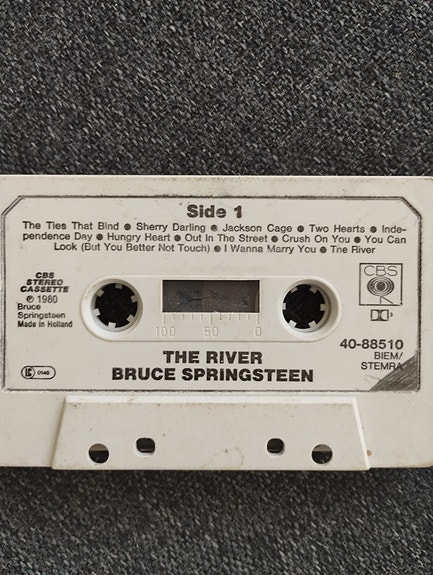 Side 1
The Ties That Bind ● Sherry Darling ● Jackson Cage ● Two Hearts ● Inde-
pendence Day ● Hungry Heart ● Out In The Street ● Crush On You ● You Can
Look (But You Better Not Touch) ● I Wanna Marry You ● The River
CBS
STEREO
CASSETTE
℗ 1980
Bruce
Springsteen
Made in Holland
CBS
100 50 0
40-88510
BIEM/
STEMRA
THE RIVER
BRUCE SPRINGSTEEN